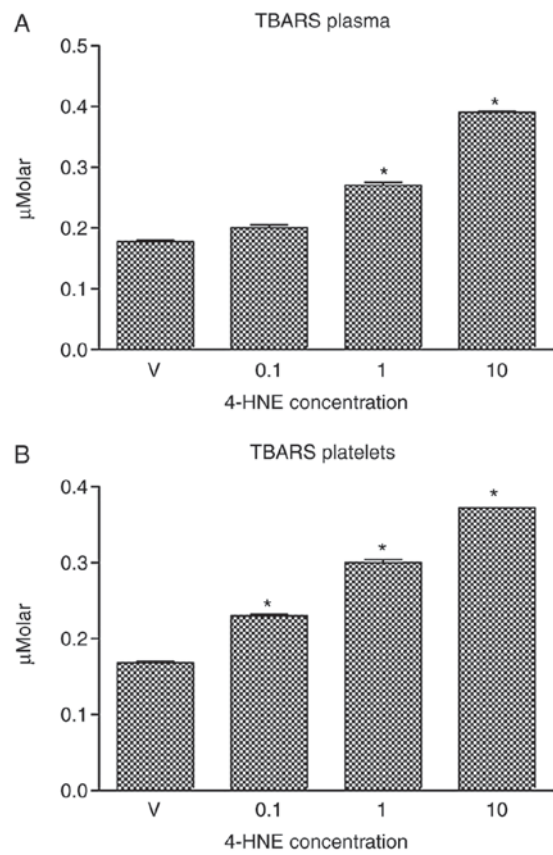 A
TBARS plasma
0.5
0.4
0.3
0.2
0.1
0.0
µMolar
*
*
V 0.1 1 10
4-HNE concentration
B
TBARS platelets
0.4
0.3
0.2
0.1
0.0
µMolar
*
*
*
V 0.1 1 10
4-HNE concentration